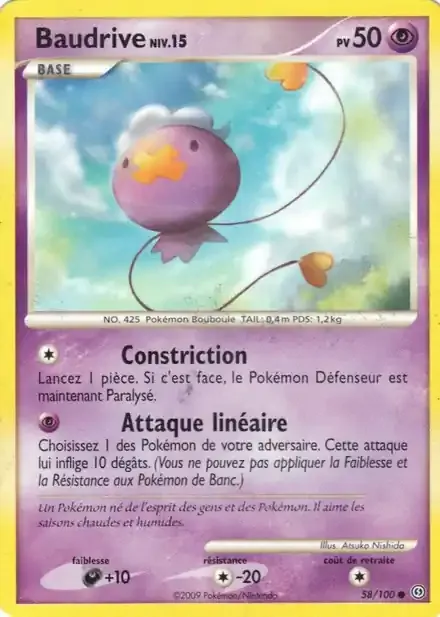 Baudrive NIV.15
PV 50
BASE
NO. 425 Pokémon Bouboule TAIL: 0,4m PDS: 1,2kg
Constriction
Lancez 1 pièce. Si c'est face, le Pokémon Défenseur est
maintenant Paralysé.
Attaque linéaire
Choisissez 1 des Pokémon de votre adversaire. Cette attaque
lui inflige 10 dégâts. (Vous ne pouvez pas appliquer la Faiblesse et
la Résistance aux Pokémon de Banc.)
Un Pokémon né de l'esprit des gens et des Pokémon. Il aime les
saisons chaudes et humides.
Illus. Atsuko Nishida
faiblesse résistance coût de retraite
+10 -20
©2009 Pokémon/Nintendo 58/100